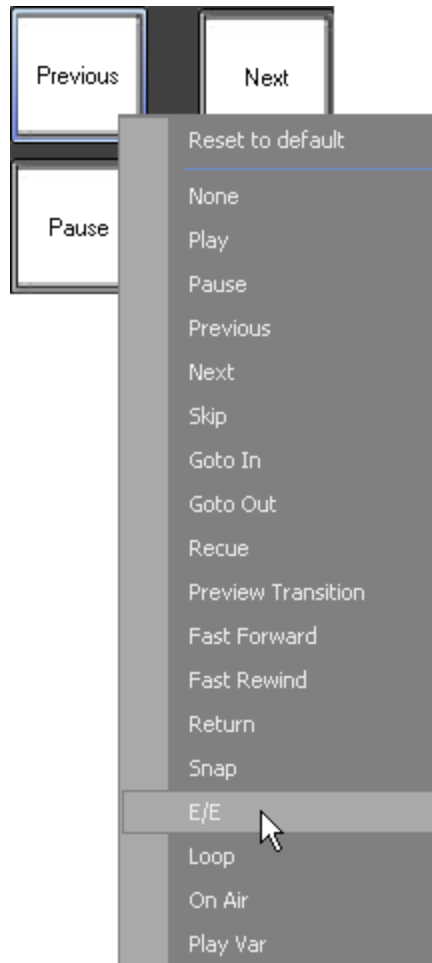 Previous
Next
Pause
Reset to default
None
Play
Pause
Previous
Next
Skip
Goto In
Goto Out
Recue
Preview Transition
Fast Forward
Fast Rewind
Return
Snap
E/E
Loop
On Air
Play Var